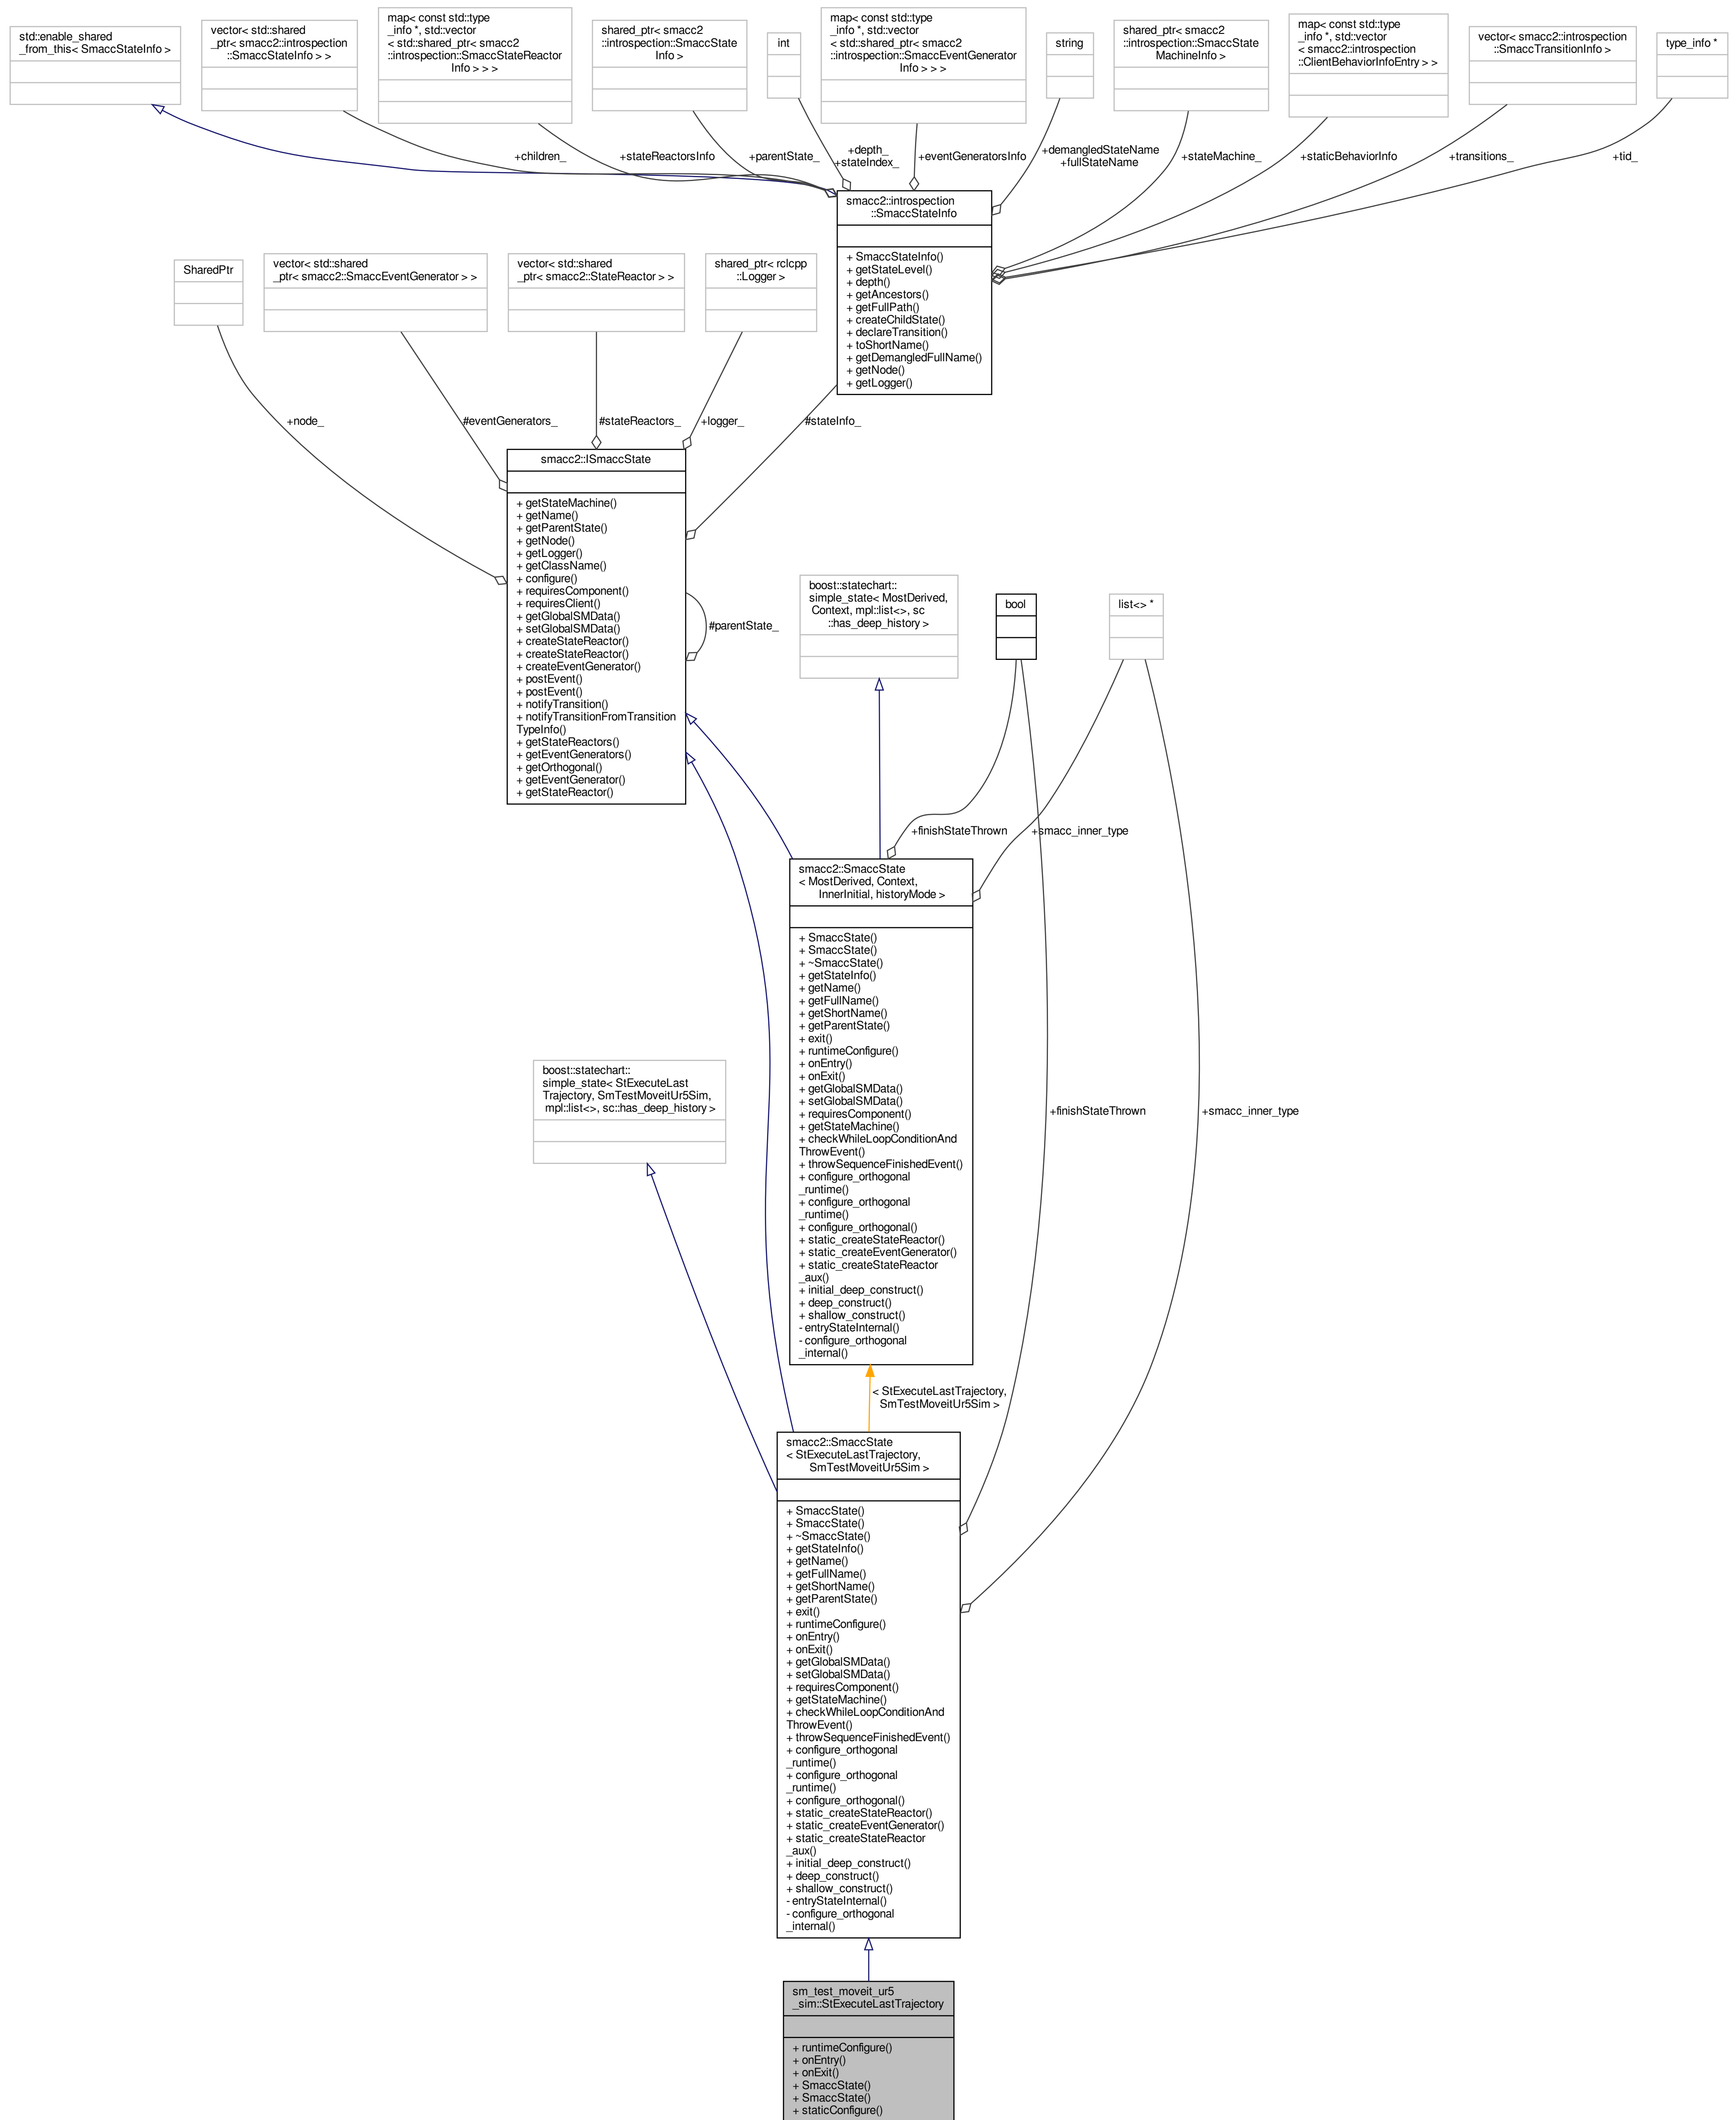 std::enable_shared
_from_this< SmaccStateInfo >
vector< std::shared
_ptr< smacc2::introspection
::SmaccStateInfo > >
map< const std::type
_info *, std::vector
< std::shared_ptr< smacc2
::introspection::SmaccStateReactor
Info > > >
shared_ptr< smacc2
::introspection::SmaccState
Info >
int
map< const std::type
_info *, std::vector
< std::shared_ptr< smacc2
::introspection::SmaccEventGenerator
Info > > >
string
shared_ptr< smacc2
::introspection::SmaccState
MachineInfo >
map< const std::type
_info *, std::vector
< smacc2::introspection
::ClientBehaviorInfoEntry > >
vector< smacc2::introspection
::SmaccTransitionInfo >
type_info *
+children_
+stateReactorsInfo
+parentState_
+depth_
+stateIndex_
+eventGeneratorsInfo
+demangledStateName
+fullStateName
+stateMachine_
+staticBehaviorInfo
+transitions_
+tid_
smacc2::introspection
::SmaccStateInfo
+ SmaccStateInfo()
+ getStateLevel()
+ depth()
+ getAncestors()
+ getFullPath()
+ createChildState()
+ declareTransition()
+ toShortName()
+ getDemangledFullName()
+ getNode()
+ getLogger()
SharedPtr
vector< std::shared
_ptr< smacc2::SmaccEventGenerator > >
vector< std::shared
_ptr< smacc2::StateReactor > >
shared_ptr< rclcpp
::Logger >
+node_
#eventGenerators_
#stateReactors_
+logger_
#stateInfo_
smacc2::ISmaccState
+ getStateMachine()
+ getName()
+ getParentState()
+ getNode()
+ getLogger()
+ getClassName()
+ configure()
+ requiresComponent()
+ requiresClient()
+ getGlobalSMData()
+ setGlobalSMData()
+ createStateReactor()
+ createStateReactor()
+ createEventGenerator()
+ postEvent()
+ postEvent()
+ notifyTransition()
+ notifyTransitionFromTransition
TypeInfo()
+ getStateReactors()
+ getEventGenerators()
+ getOrthogonal()
+ getEventGenerator()
+ getStateReactor()
#parentState_
boost::statechart::
simple_state< MostDerived,
Context, mpl::list<>, sc
::has_deep_history >
bool
list<> *
+finishStateThrown
+smacc_inner_type
smacc2::SmaccState
< MostDerived, Context,
InnerInitial, historyMode >
+ SmaccState()
+ SmaccState()
+ ~SmaccState()
+ getStateInfo()
+ getName()
+ getFullName()
+ getShortName()
+ getParentState()
+ exit()
+ runtimeConfigure()
+ onEntry()
+ onExit()
+ getGlobalSMData()
+ setGlobalSMData()
+ requiresComponent()
+ getStateMachine()
+ checkWhileLoopConditionAnd
ThrowEvent()
+ throwSequenceFinishedEvent()
+ configure_orthogonal
_runtime()
+ configure_orthogonal
_runtime()
+ configure_orthogonal()
+ static_createStateReactor()
+ static_createEventGenerator()
+ static_createStateReactor
_aux()
+ initial_deep_construct()
+ deep_construct()
+ shallow_construct()
- entryStateInternal()
- configure_orthogonal
_internal()
boost::statechart::
simple_state< StExecuteLast
Trajectory, SmTestMoveitUr5Sim,
mpl::list<>, sc::has_deep_history >
+finishStateThrown
+smacc_inner_type
< StExecuteLastTrajectory,
SmTestMoveitUr5Sim >
smacc2::SmaccState
< StExecuteLastTrajectory,
SmTestMoveitUr5Sim >
+ SmaccState()
+ SmaccState()
+ ~SmaccState()
+ getStateInfo()
+ getName()
+ getFullName()
+ getShortName()
+ getParentState()
+ exit()
+ runtimeConfigure()
+ onEntry()
+ onExit()
+ getGlobalSMData()
+ setGlobalSMData()
+ requiresComponent()
+ getStateMachine()
+ checkWhileLoopConditionAnd
ThrowEvent()
+ throwSequenceFinishedEvent()
+ configure_orthogonal
_runtime()
+ configure_orthogonal
_runtime()
+ configure_orthogonal()
+ static_createStateReactor()
+ static_createEventGenerator()
+ static_createStateReactor
_aux()
+ initial_deep_construct()
+ deep_construct()
+ shallow_construct()
- entryStateInternal()
- configure_orthogonal
_internal()
sm_test_moveit_ur5
_sim::StExecuteLastTrajectory
+ runtimeConfigure()
+ onEntry()
+ onExit()
+ SmaccState()
+ SmaccState()
+ staticConfigure()